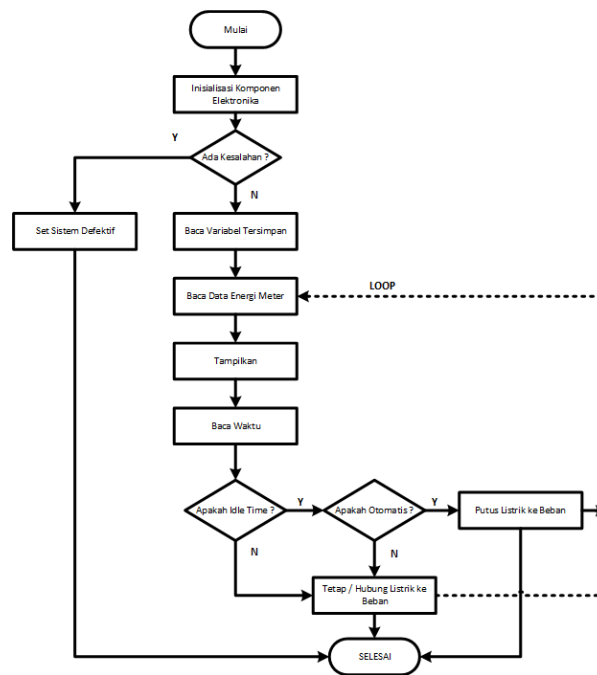 Mulai
Inisialisasi Komponen
Elektronika
Y
Ada Kesalahan ?
N
Set Sistem Defektif
Baca Variabel Tersimpan
LOOP
Baca Data Energi Meter
Tampilkan
Baca Waktu
Apakah Idle Time ?
Y
Apakah Otomatis ?
Y
Putus Listrik ke Beban
N
N
Tetap / Hubung Listrik ke
Beban
SELESAI